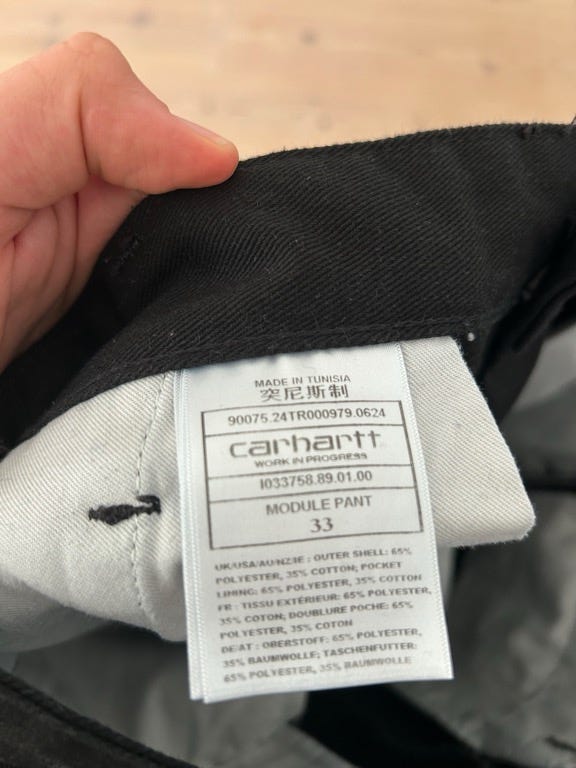 MADE IN TUNISIA
突尼斯制
90075.24TR000979.0624
carhartt
WORK IN PROGRESS
I033758.89.01.00
MODULE PANT
33
UK/USA/AU/NZ/IE : OUTER SHELL: 65%
POLYESTER, 35% COTTON; POCKET
LINING: 65% POLYESTER, 35% COTTON
FR : TISSU EXTÉRIEUR: 65% POLYESTER,
35% COTON; DOUBLURE POCHE: 65%
POLYESTER, 35% COTON
DE/AT : OBERSTOFF: 65% POLYESTER,
35% BAUMWOLLE; TASCHENFUTTER:
65% POLYESTER, 35% BAUMWOLLE